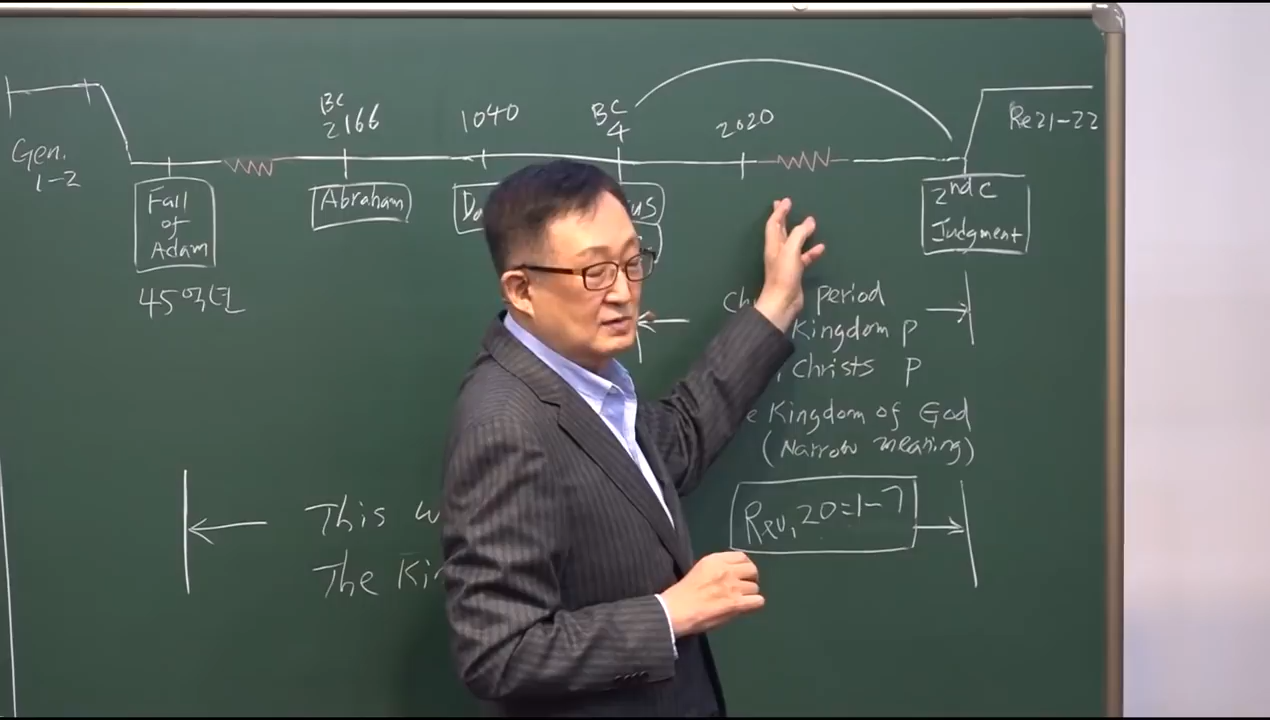 Gen.
1-2
Fall
of
Adam
45억년
BC
2166
Abraham
1040
BC
4
2020
2nd C
Judgment
Re21-22
period
Kingdom p
Christs p
Kingdom of God
(Narrow meaning)
Rev, 20=1-7
This
The